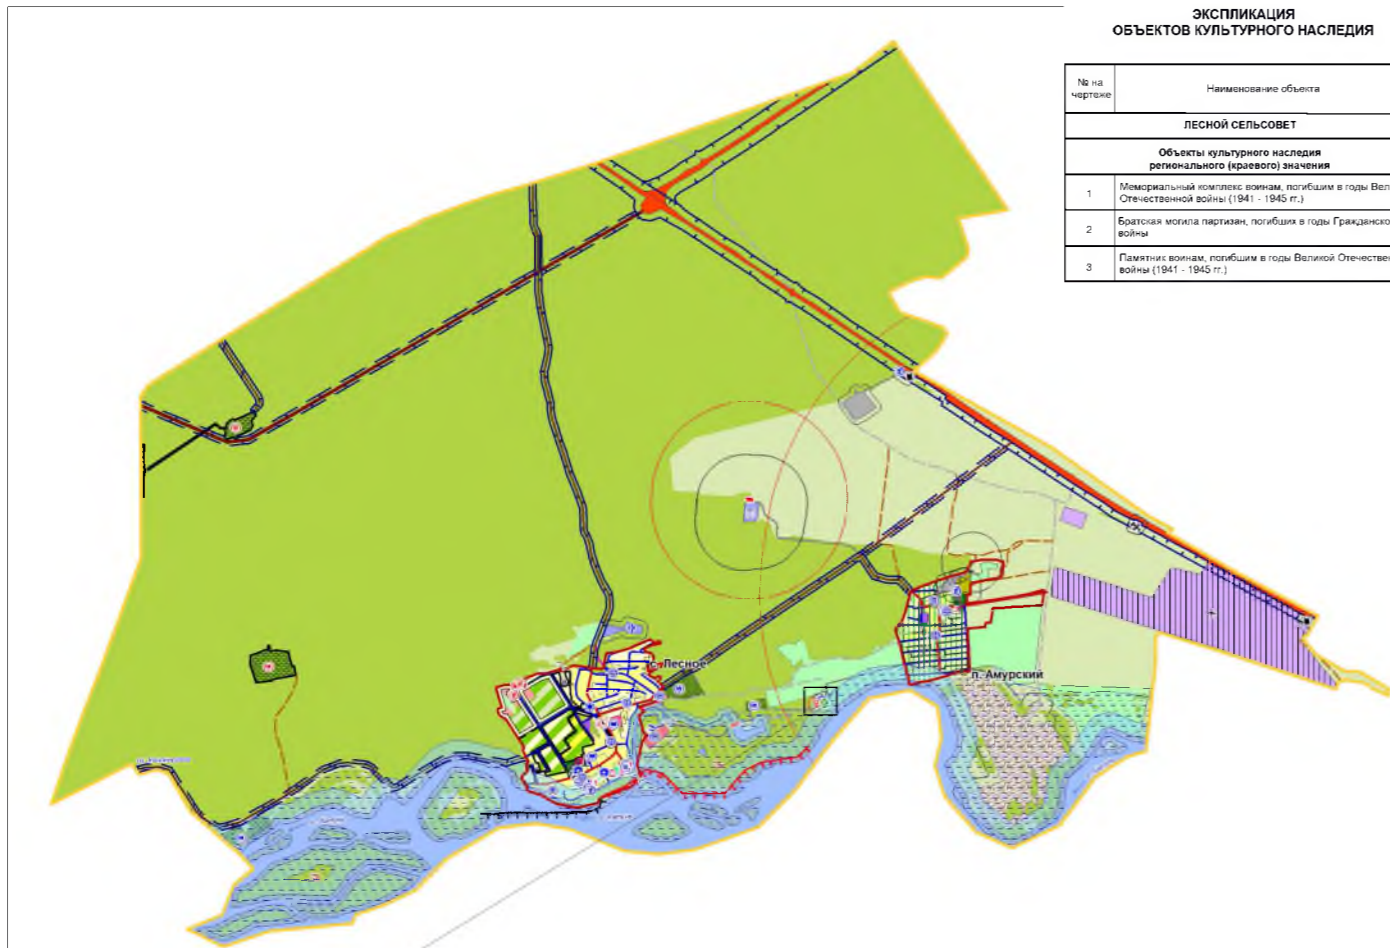 ЭКСПЛИКАЦИЯ
ОБЪЕКТОВ КУЛЬТУРНОГО НАСЛЕДИЯ
№ на
чертеже
Наименование объекта
ЛЕСНОЙ СЕЛЬСОВЕТ
Объекты культурного наследия
регионального (краевого) значения
1
Мемориальный комплекс воинам, погибшим в годы Вел
Отечественной войны (1941 - 1945 гг.)
2
Братская могила партизан, погибших в годы Гражданско
войны
3
Памятник воинам, погибшим в годы Великой Отечествен
войны (1941 - 1945 гг.)
с. Лесное
п. Амурский